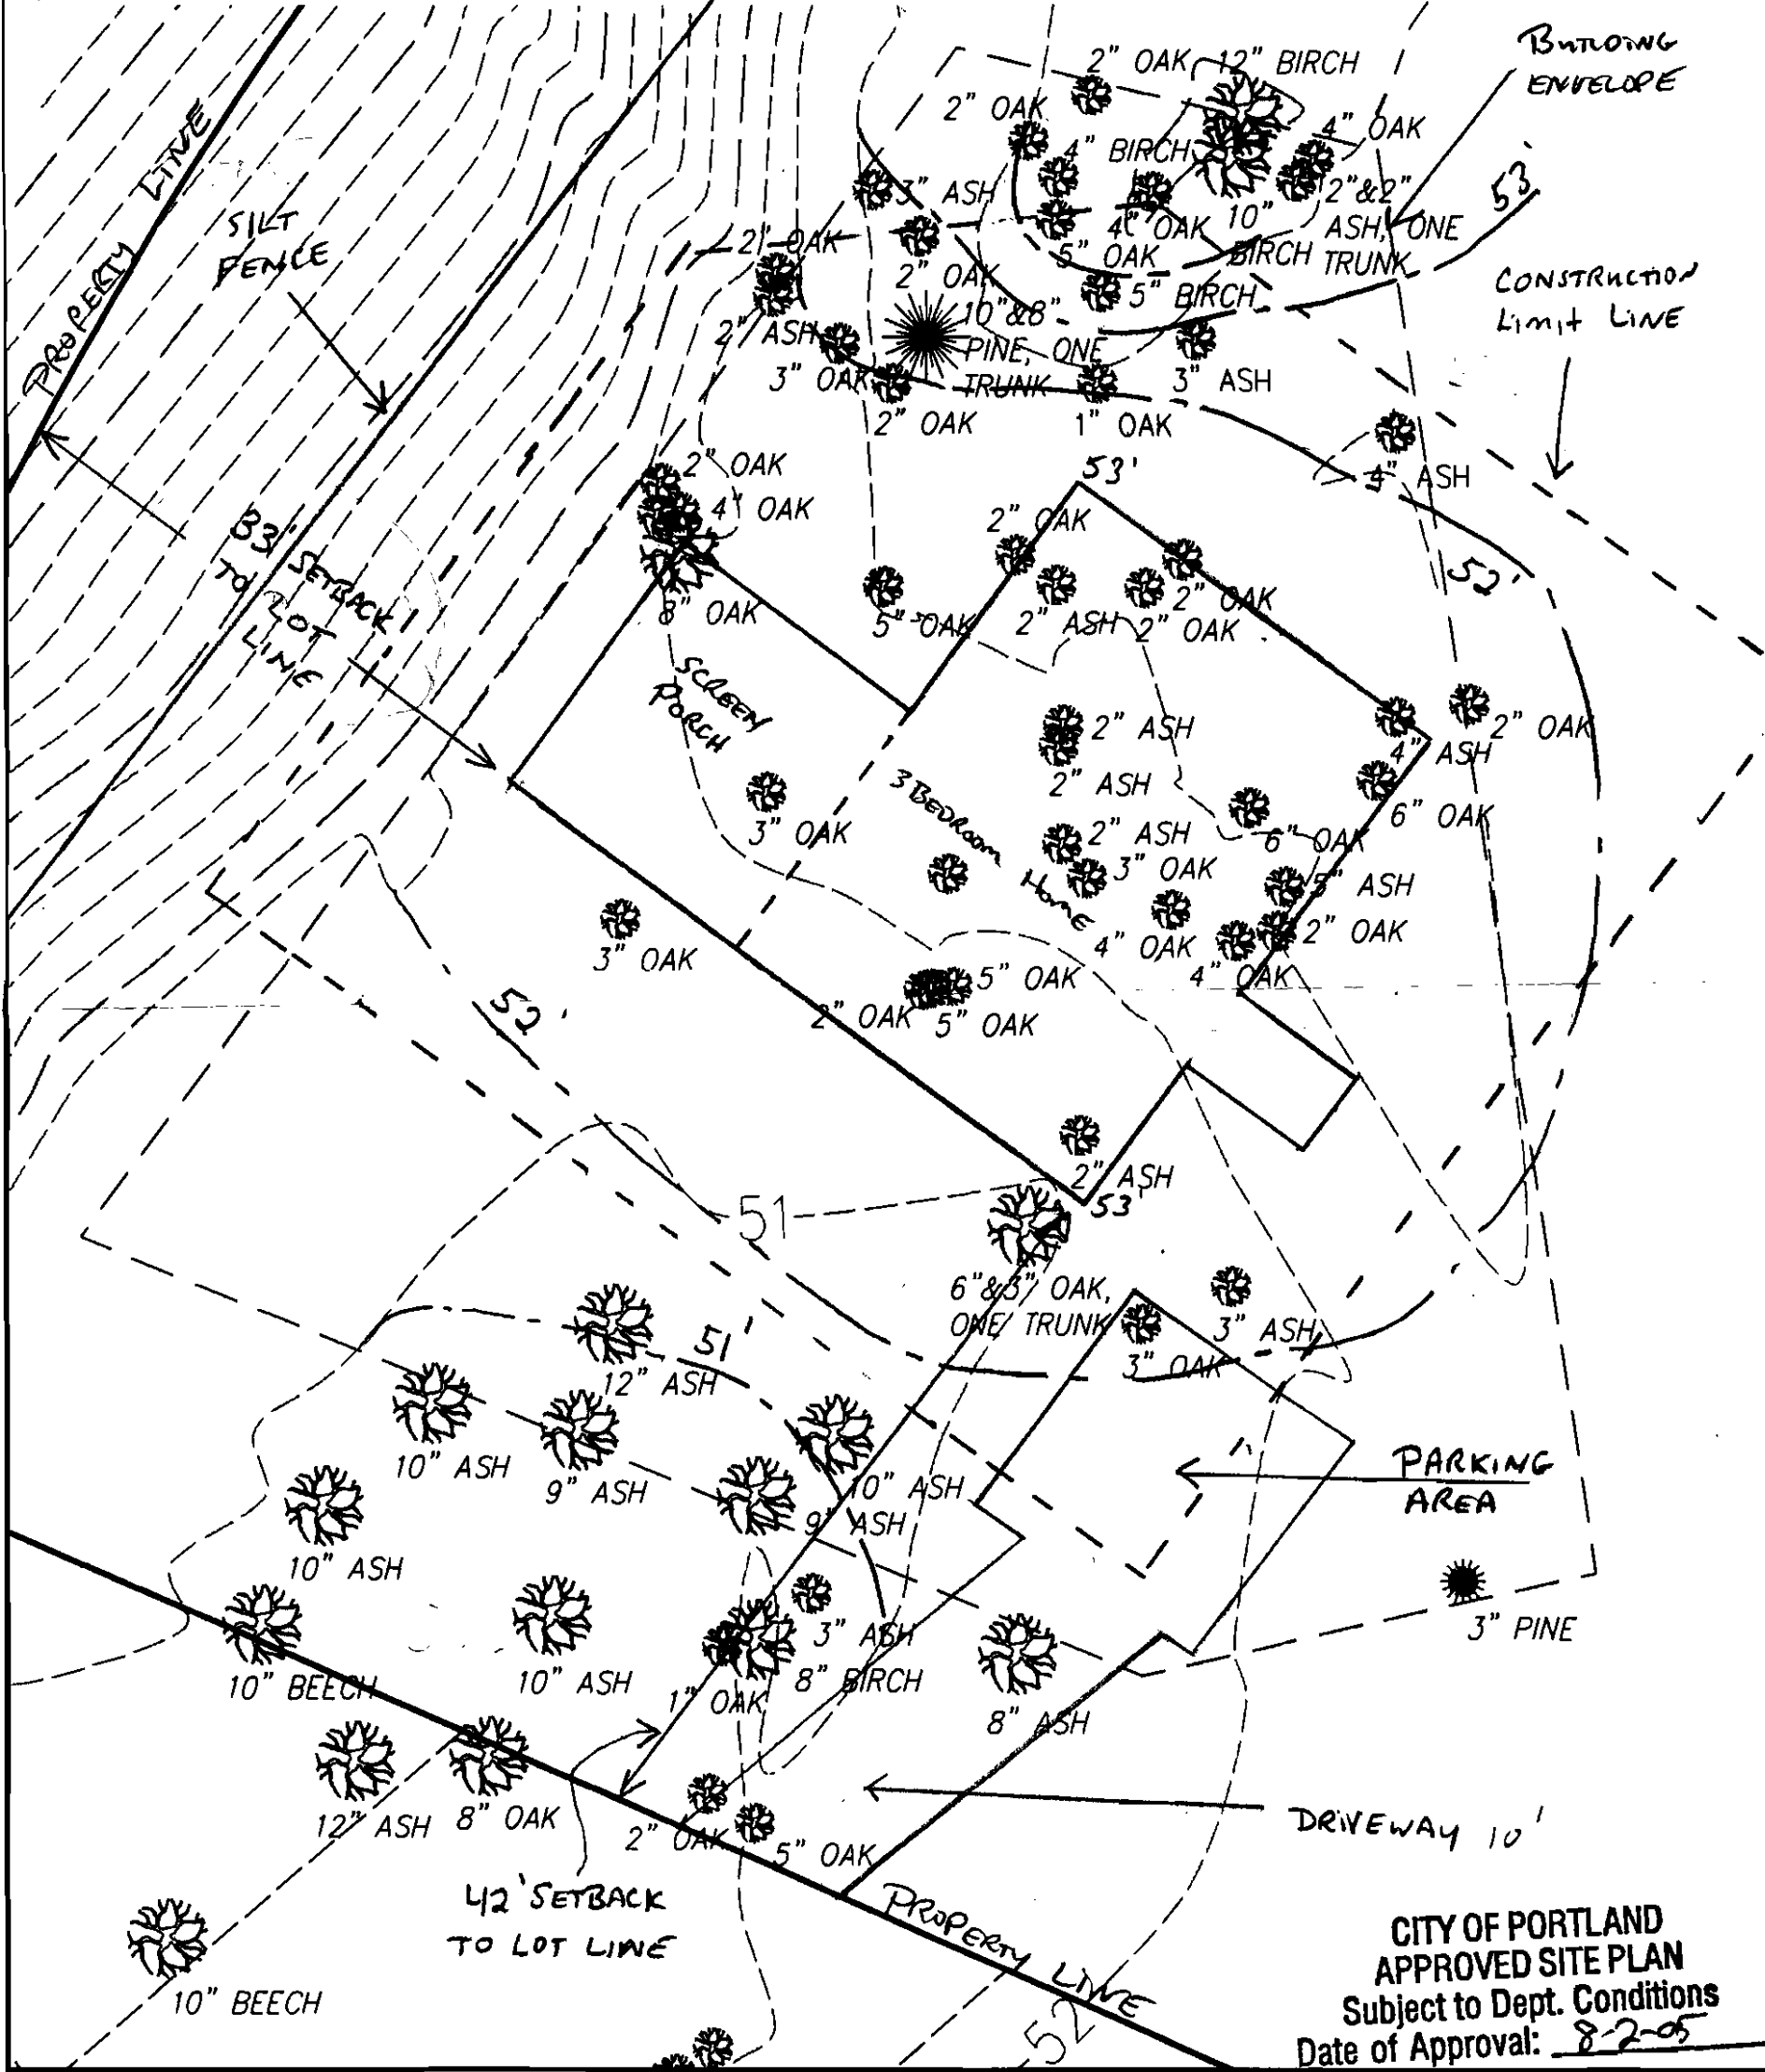 2" OAK
12" BIRCH
BUILDING
ENVELOPE
2" OAK
4" OAK
4" BIRCH
3" ASH
2"&2"
ASH, ONE
TRUNK
53'
10"
BIRCH
4" OAK
2" OAK
5" OAK
2" OAK
5" BIRCH
CONSTRUCTION
Limit LINE
10"&8"
PINE, ONE
TRUNK
2" ASH
3" OAK
3" ASH
2" OAK
1" OAK
4" ASH
PROPERTY LINE
SILT
FENCE
2" OAK
4" OAK
8" OAK
53'
2" OAK
5" OAK
2" ASH
2" OAK
2" OAK
52'
33' SETBACK
TO LOT
LINE
SCREEN
PORCH
2" ASH
2" ASH
4" ASH
2" OAK
6" OAK
3 BEDROOM
HOME
3" OAK
2" ASH
3" OAK
6" OAK
5" ASH
2" OAK
4" OAK
4" OAK
3" OAK
5" OAK
2" OAK
5" OAK
52'
2" ASH
53'
51
6"&3" OAK,
ONE TRUNK
3" ASH
3" OAK
51'
12" ASH
10" ASH
9" ASH
10" ASH
9" ASH
PARKING
AREA
10" ASH
3" ASH
3" PINE
10" BEECH
10" ASH
1" OAK
8" BIRCH
8" ASH
12" ASH
8" OAK
2" OAK
5" OAK
DRIVEWAY 10'
42' SETBACK
TO LOT LINE
PROPERTY LINE
10" BEECH
52
CITY OF PORTLAND
APPROVED SITE PLAN
Subject to Dept. Conditions
Date of Approval: 8-2-05